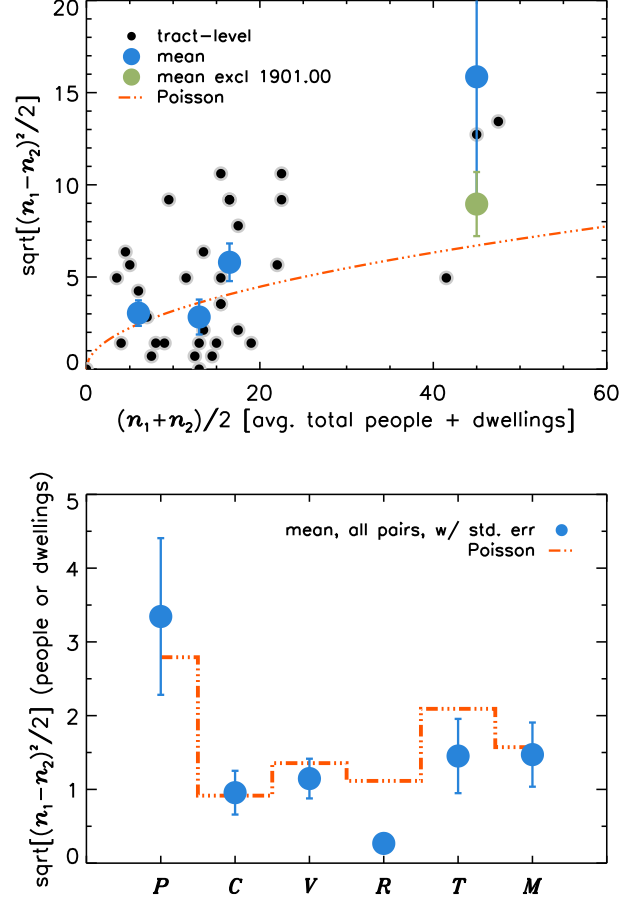 20
15
10
5
0
sqrt[(n₁−n₂)²/2]
tract−level
mean
mean excl 1901.00
Poisson
0 20 40 60
(n₁+n₂)/2 [avg. total people + dwellings]
5
4
3
2
1
0
sqrt[(n₁−n₂)²/2] (people or dwellings)
mean, all pairs, w/ std. err
Poisson
P C V R T M